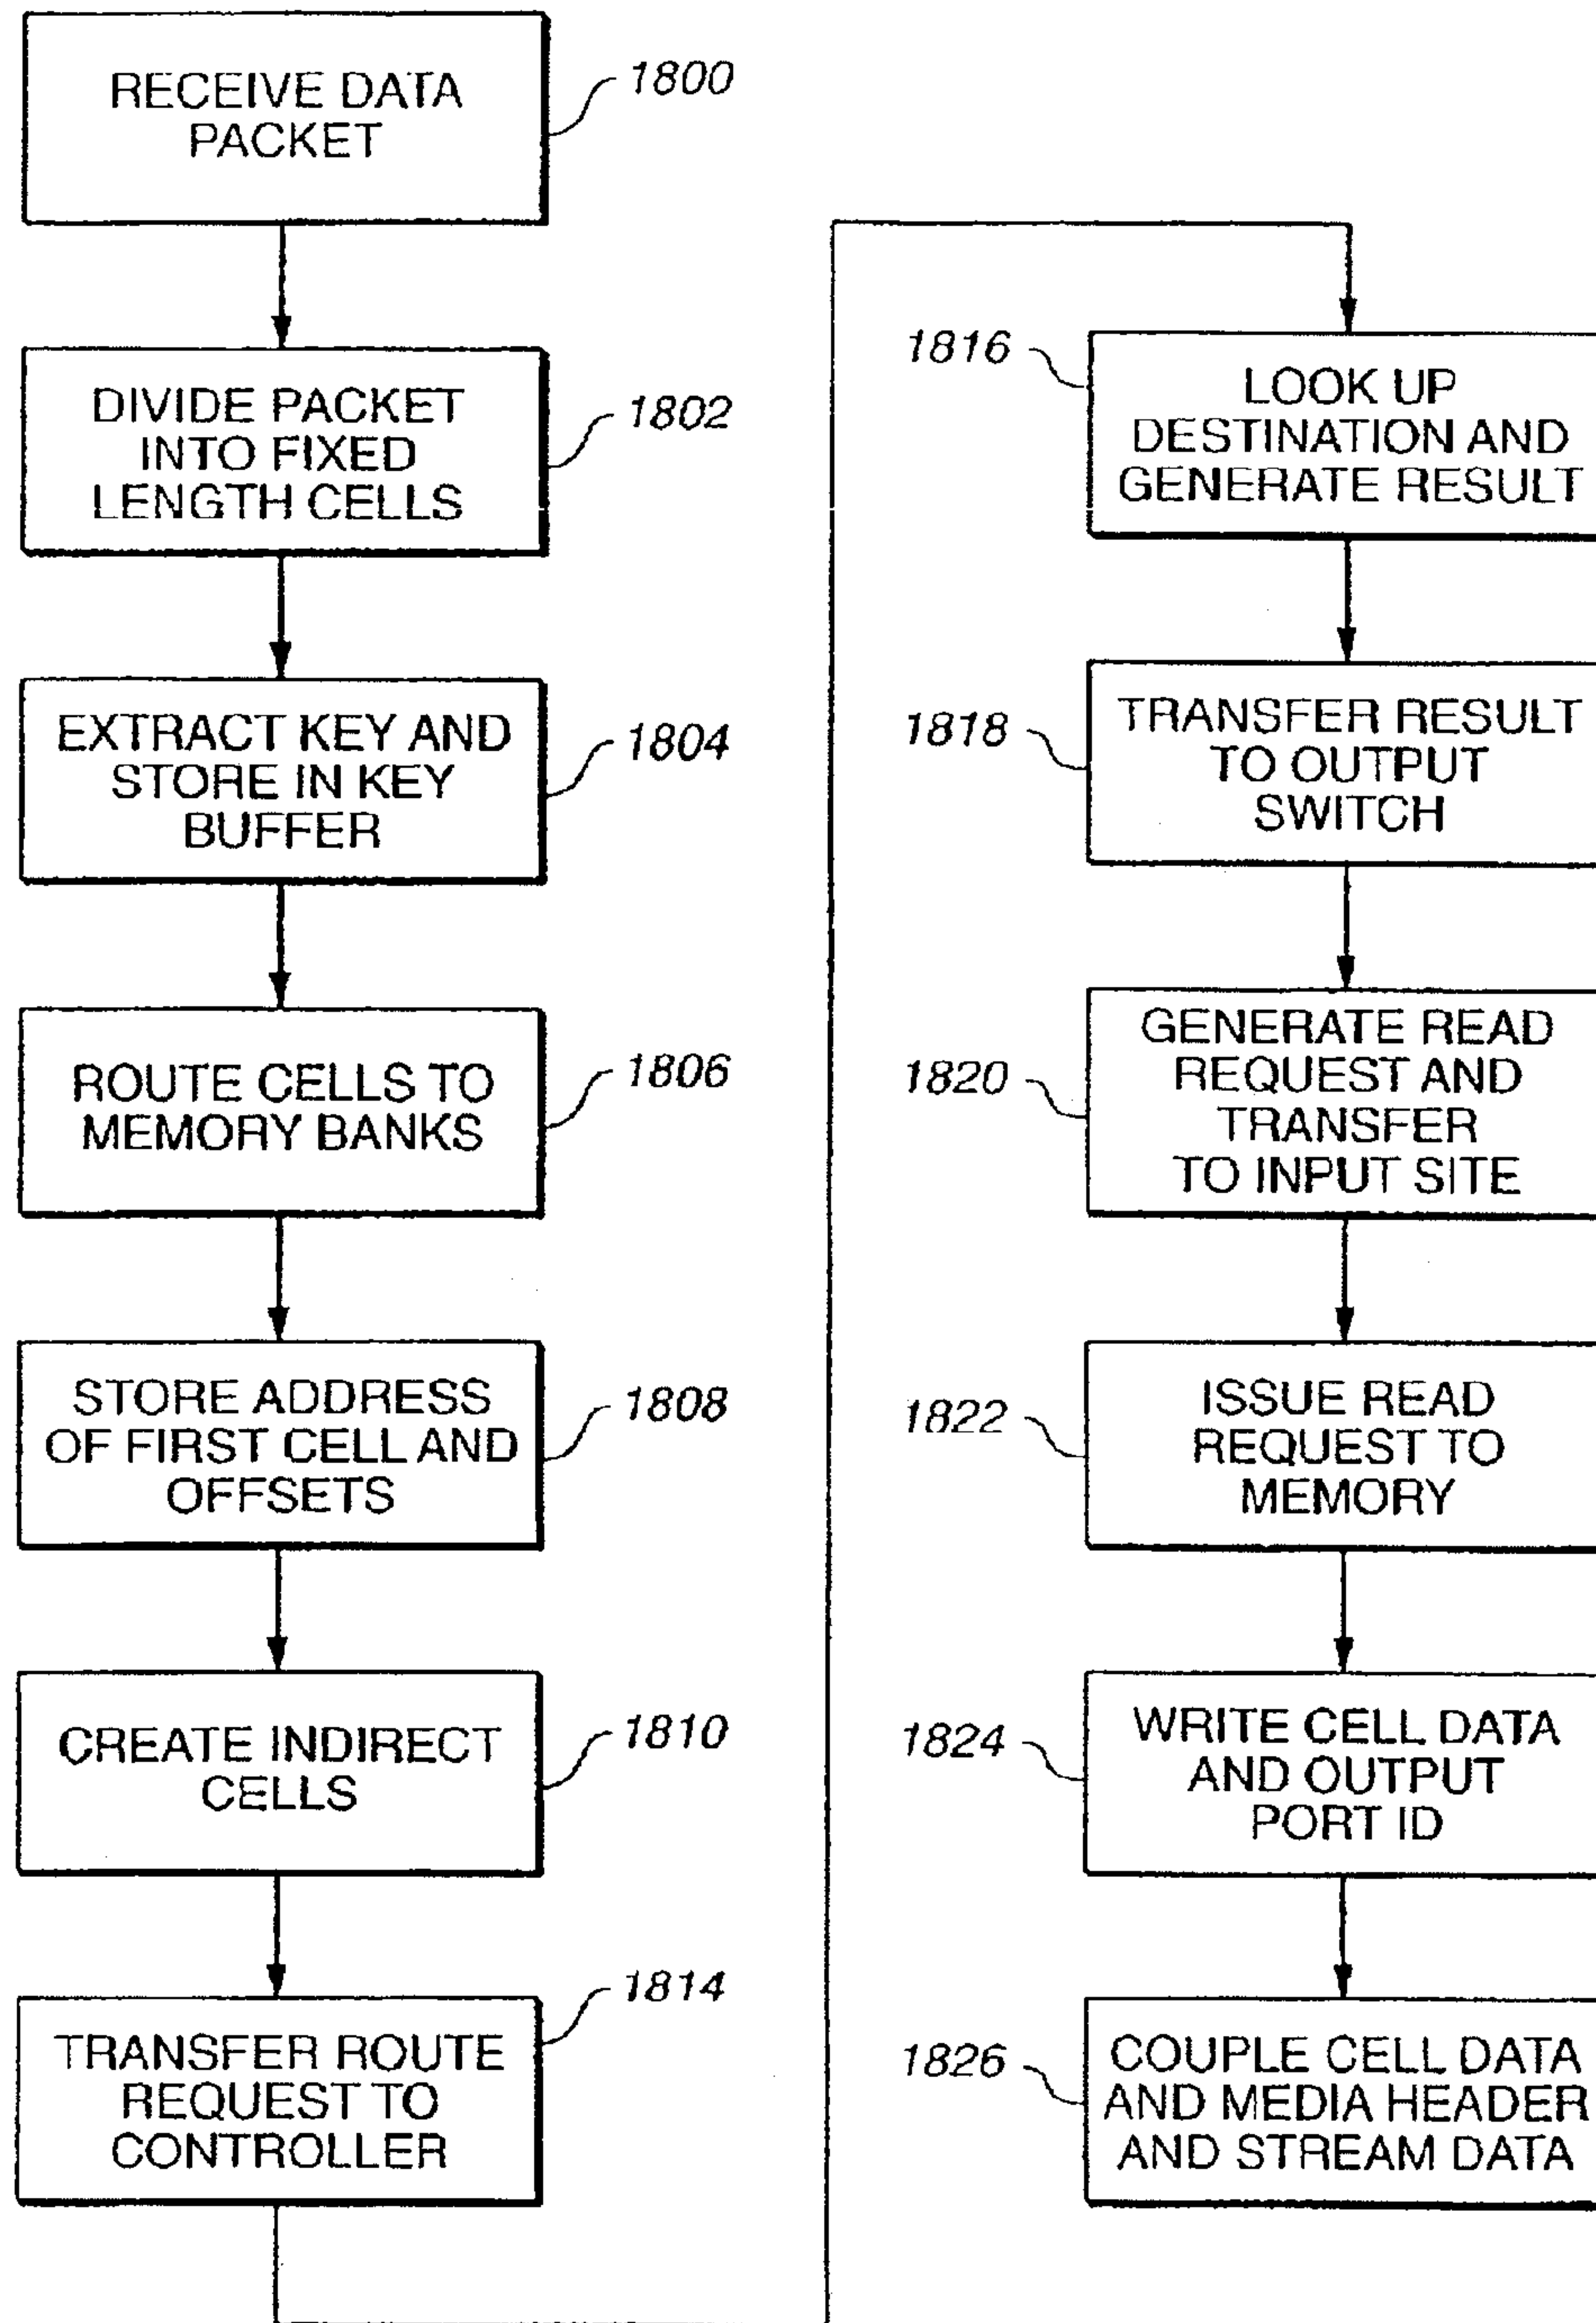 RECEIVE DATA
PACKET
1800
DIVIDE PACKET
INTO FIXED
LENGTH CELLS
1802
EXTRACT KEY AND
STORE IN KEY
BUFFER
1804
ROUTE CELLS TO
MEMORY BANKS
1806
STORE ADDRESS
OF FIRST CELL AND
OFFSETS
1808
CREATE INDIRECT
CELLS
1810
TRANSFER ROUTE
REQUEST TO
CONTROLLER
1814
1816
LOOK UP
DESTINATION AND
GENERATE RESULT
1818
TRANSFER RESULT
TO OUTPUT
SWITCH
1820
GENERATE READ
REQUEST AND
TRANSFER
TO INPUT SITE
1822
ISSUE READ
REQUEST TO
MEMORY
1824
WRITE CELL DATA
AND OUTPUT
PORT ID
1826
COUPLE CELL DATA
AND MEDIA HEADER
AND STREAM DATA